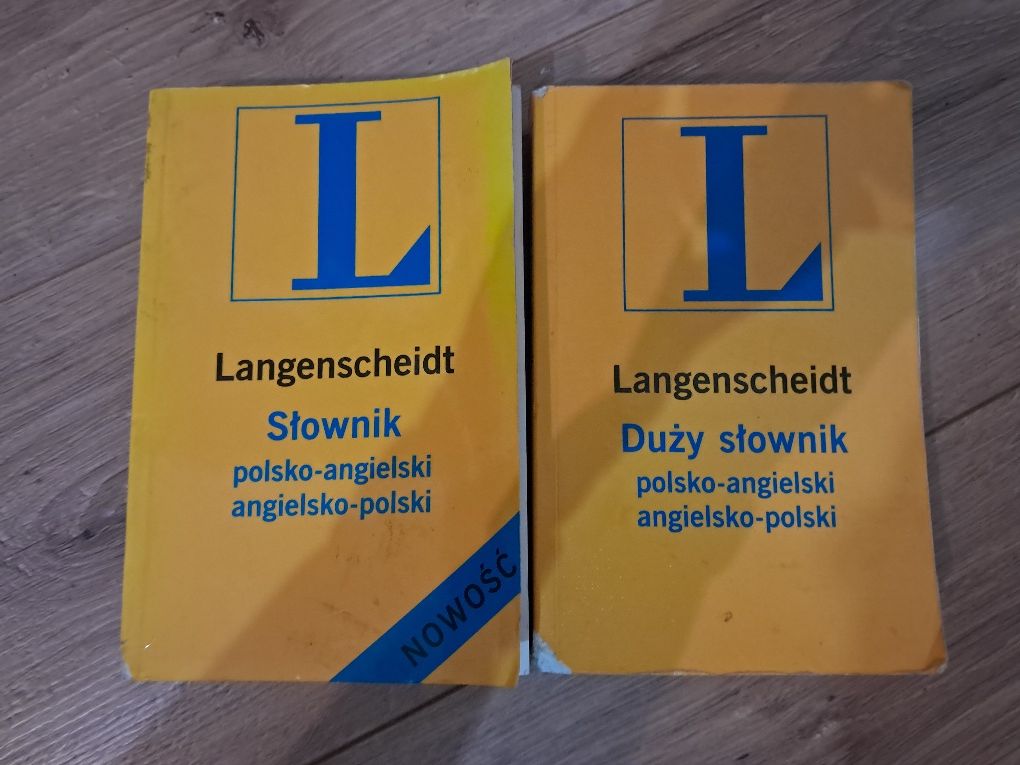 L
Langenscheidt
Słownik
polsko-angielski
angielsko-polski
NOWOŚĆ
L
Langenscheidt
Duży słownik
polsko-angielski
angielsko-polski